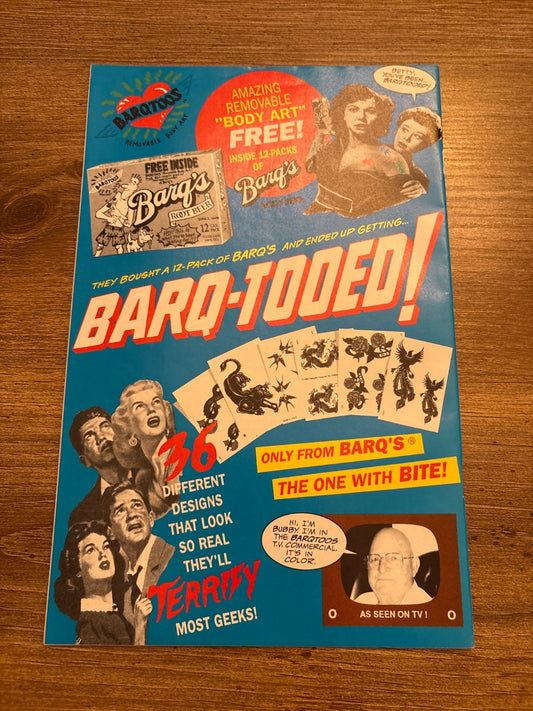 BARQTOOS
REMOVABLE BODY ART
AMAZING
REMOVABLE
"BODY ART"
FREE!
INSIDE 12-PACKS
OF
Barq's
BETTY,
YOU'VE BEEN...
BARQTOOED!
BARQTOOS
FREE INSIDE
Barq's
ROOT BEER
12
THEY BOUGHT A 12-PACK OF BARQ'S AND ENDED UP GETTING...
BARQ-TOOED!
36
DIFFERENT
DESIGNS
THAT LOOK
SO REAL
THEY'LL
TERRIFY
MOST GEEKS!
ONLY FROM BARQ'S ®
THE ONE WITH BITE!
HI, I'M
BUBBY. I'M IN
THE BARQTOOS
T.V. COMMERCIAL
IT'S IN
COLOR.
O AS SEEN ON TV! O